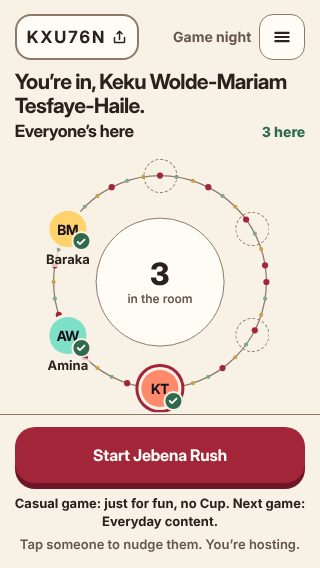 KXU76N
Game night
You're in, Keku Wolde-Mariam
Tesfaye-Haile.
Everyone's here
3 here
BM
Baraka
3
in the room
AW
Amina
KT
Start Jebena Rush
Casual game: just for fun, no Cup. Next game:
Everyday content.
Tap someone to nudge them. You're hosting.